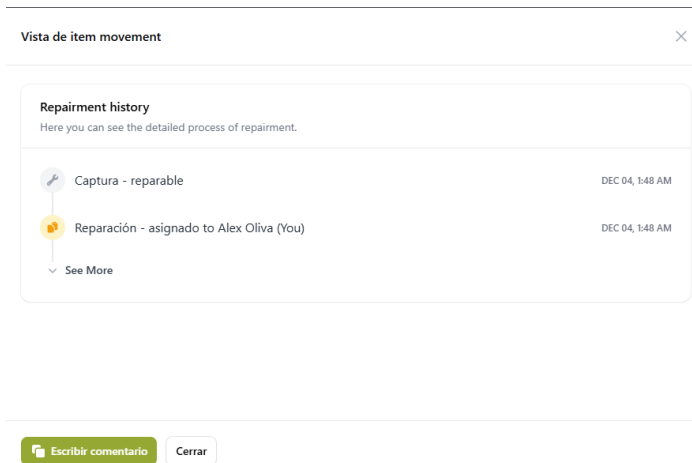 Vista de item movement
Repairment history
Here you can see the detailed process of repairment.
Captura - reparable DEC 04, 1:48 AM
Reparación - asignado to Alex Oliva (You) DEC 04, 1:48 AM
See More
Escribir comentario Cerrar